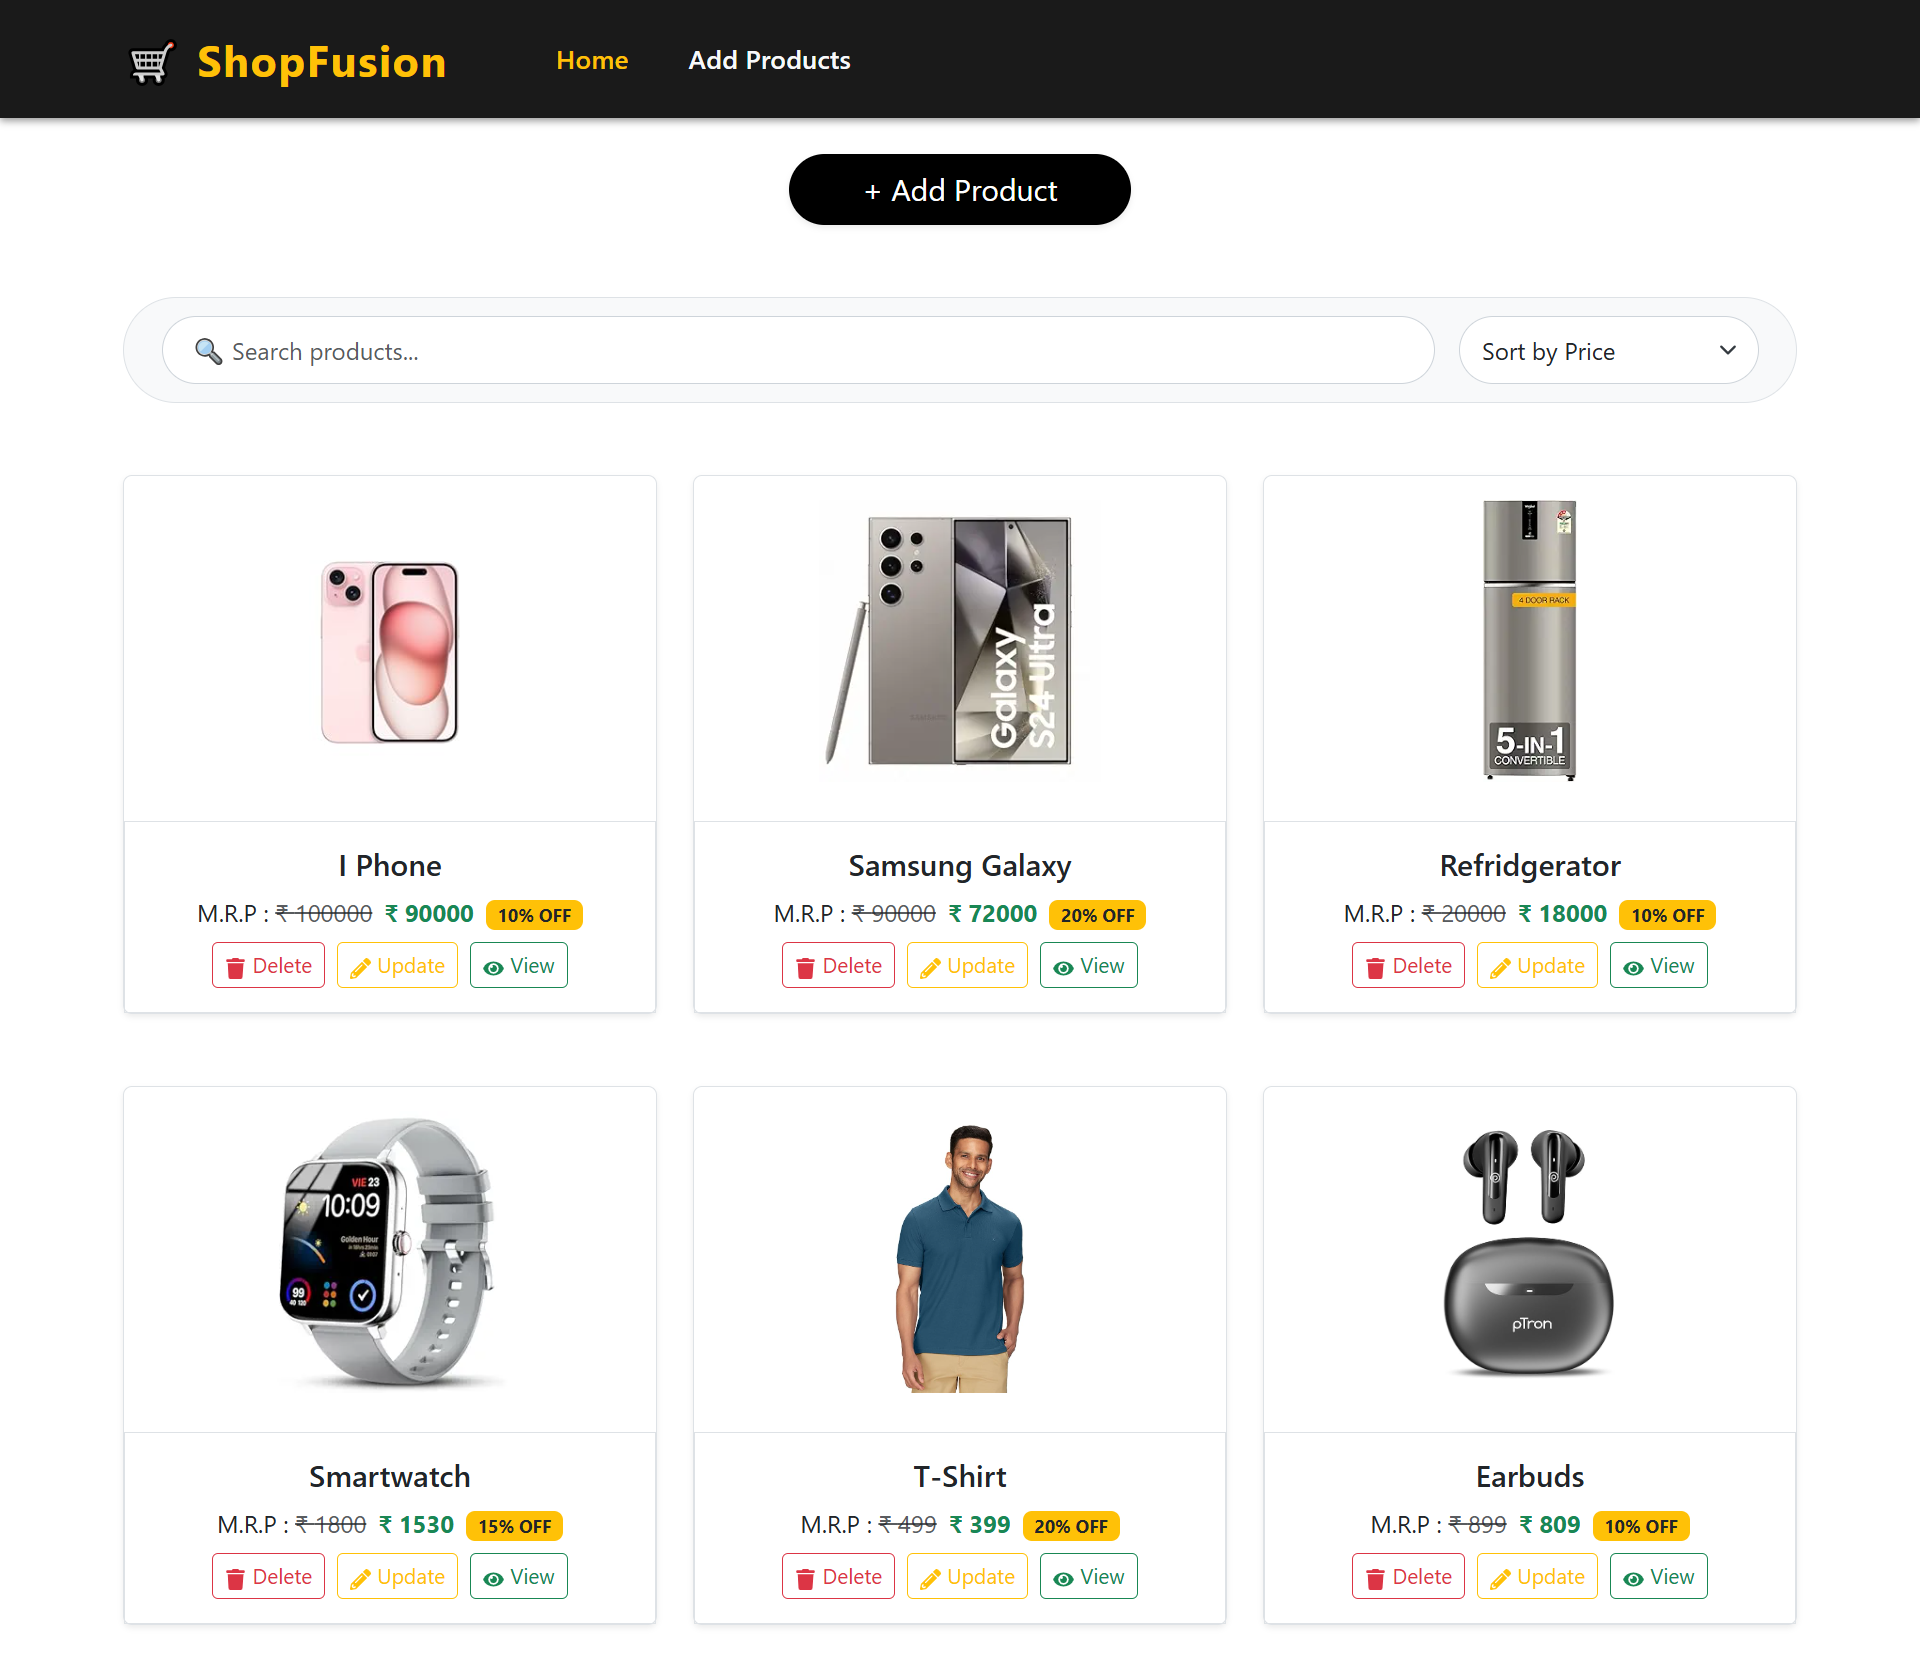 ShopFusion
Home
Add Products
+ Add Product
Search products...
Sort by Price
Galaxy
S24 Ultra
4 DOOR RACK
5-IN-1
CONVERTIBLE
I Phone
M.R.P : ₹ 100000 ₹ 90000 10% OFF
Delete Update View
Samsung Galaxy
M.R.P : ₹ 90000 ₹ 72000 20% OFF
Delete Update View
Refridgerator
M.R.P : ₹ 20000 ₹ 18000 10% OFF
Delete Update View
VIE 23
10:09
Golden Hour
99
pTron
Smartwatch
M.R.P : ₹ 1800 ₹ 1530 15% OFF
Delete Update View
T-Shirt
M.R.P : ₹ 499 ₹ 399 20% OFF
Delete Update View
Earbuds
M.R.P : ₹ 899 ₹ 809 10% OFF
Delete Update View